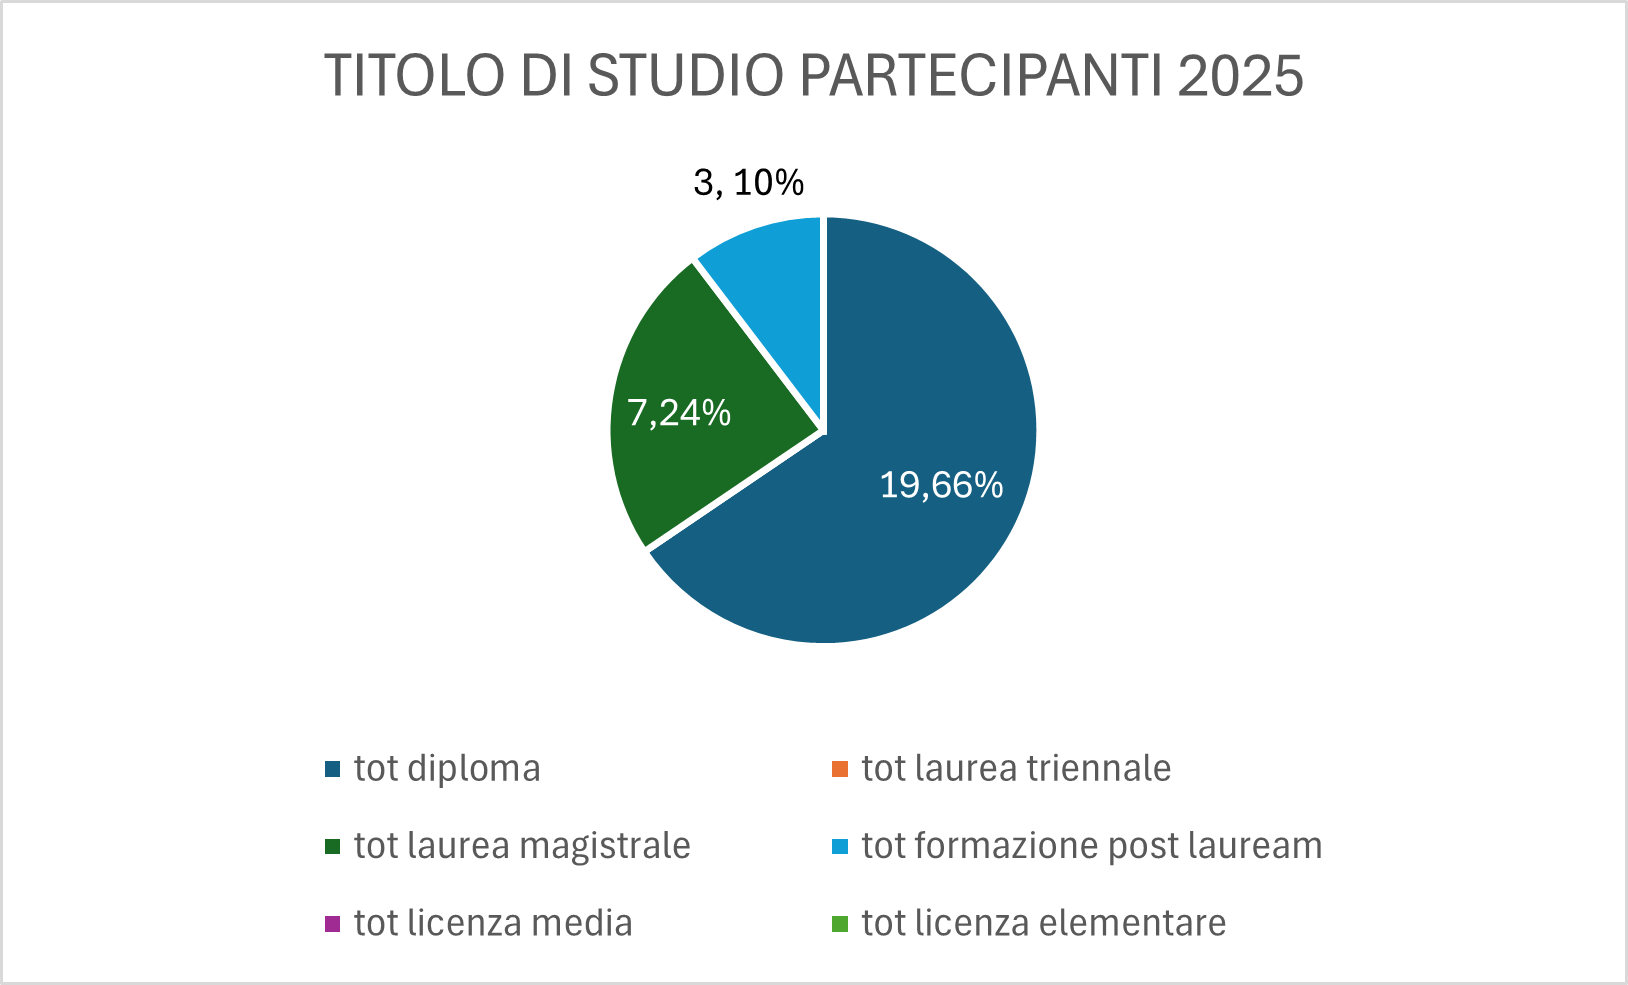 TITOLO DI STUDIO PARTECIPANTI 2025
3, 10%
7,24%
19,66%
tot diploma
tot laurea triennale
tot laurea magistrale
tot formazione post lauream
tot licenza media
tot licenza elementare